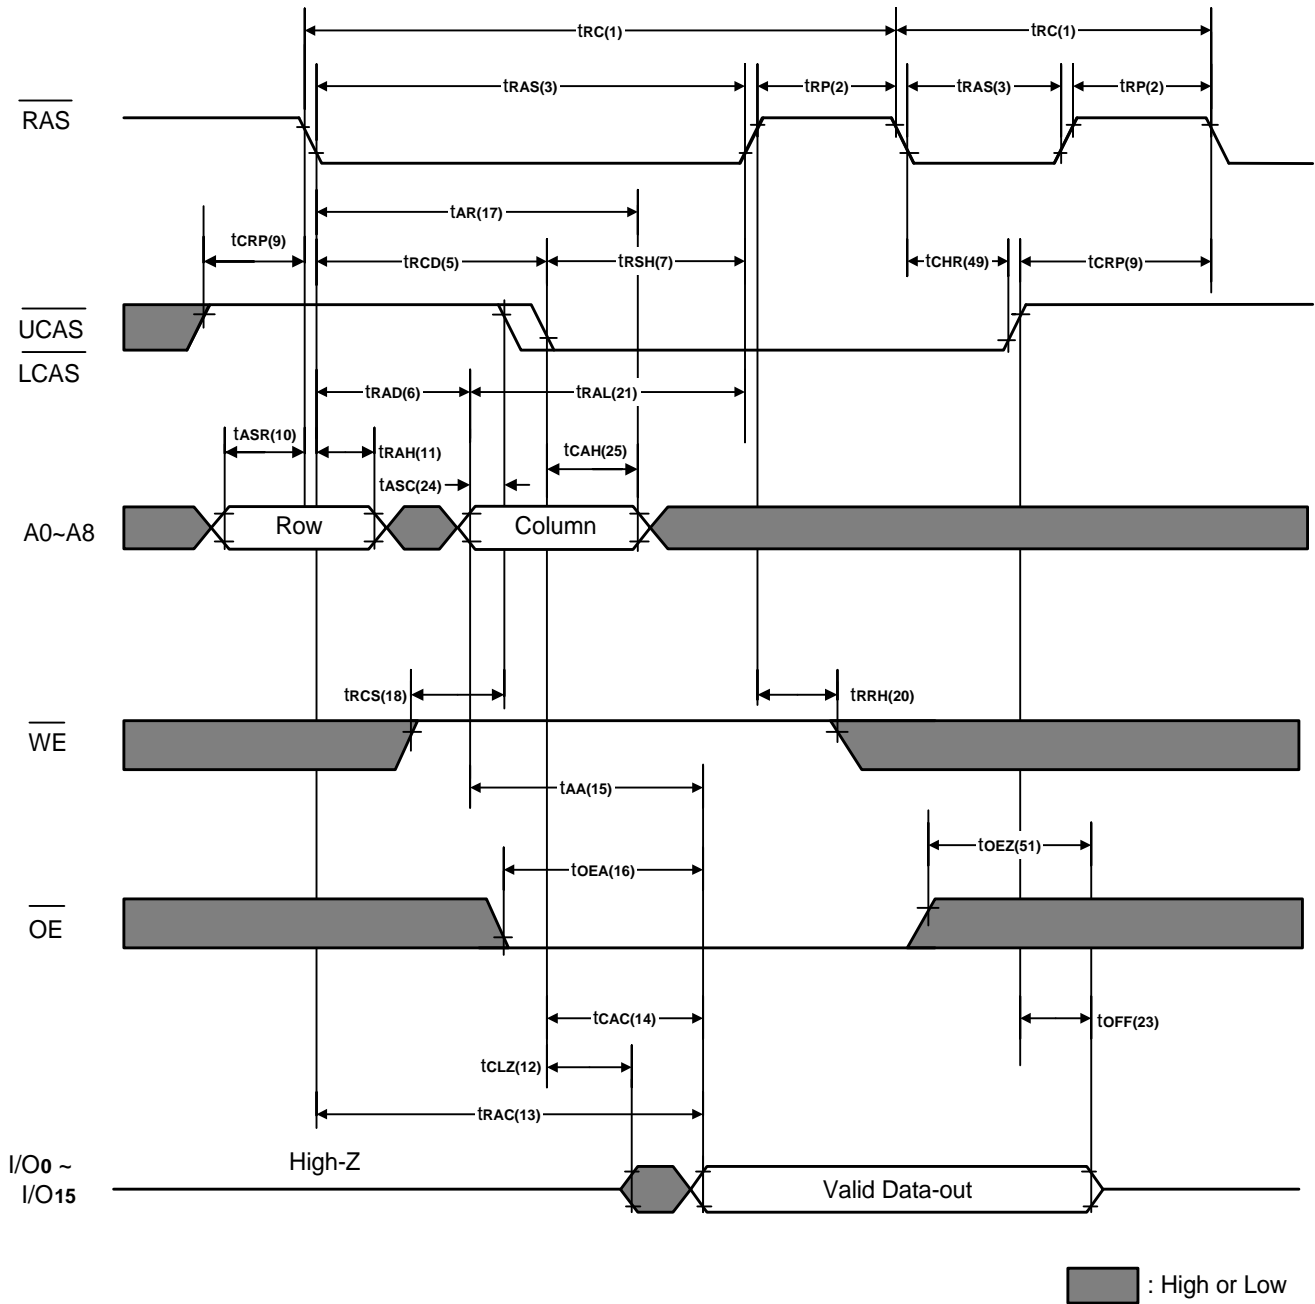 tRC(1) tRC(1)
tRAS(3) tRP(2) tRAS(3) tRP(2)
RAS
tAR(17)
tCRP(9) tRCD(5) tRSH(7) tCHR(49) tCRP(9)
UCAS
LCAS
tRAD(6) tRAL(21)
tASR(10) tRAH(11) tCAH(25)
tASC(24)
A0~A8 Row Column
tRCS(18) tRRH(20)
WE
tAA(15)
tOEZ(51)
tOEA(16)
OE
tCAC(14) tOFF(23)
tCLZ(12)
tRAC(13)
High-Z
I/O0 ~
I/O15 Valid Data-out
: High or Low